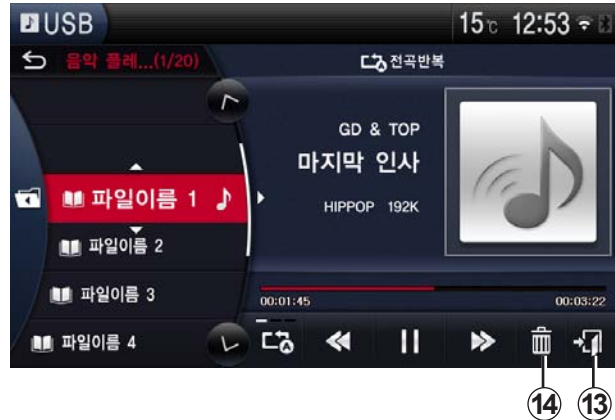 USB
15℃ 12:53
음악 플레...(1/20)
전곡반복
GD & TOP
마지막 인사
HIPPOP 192K
파일이름 1
파일이름 2
파일이름 3
파일이름 4
00:01:45
00:03:22
A
14 13